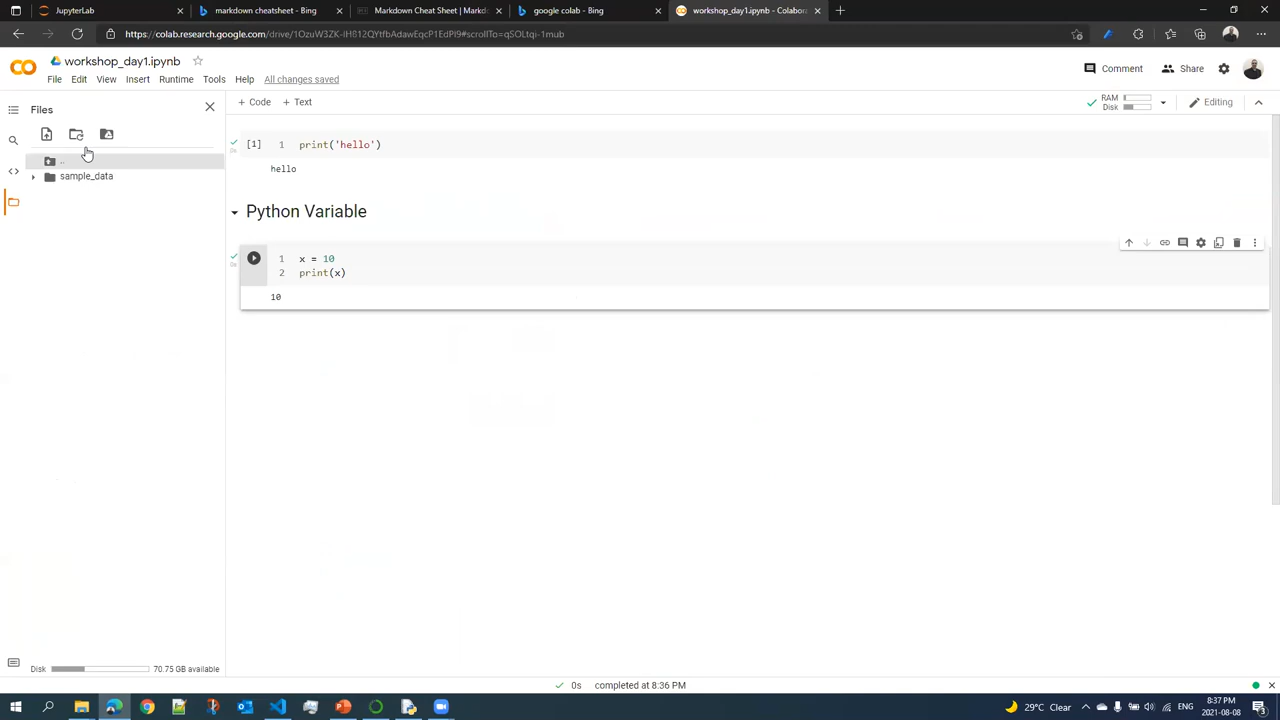 JupyterLab
markdown cheatsheet - Bing
Markdown Cheat Sheet | Markdo
google colab - Bing
workshop_day1.ipynb - Colabora
https://colab.research.google.com/drive/1OzuW3ZK-iH812QYtfbAdawEqcP1EdPI9#scrollTo=qSOLtqi-1mub
workshop_day1.ipynb
File Edit View Insert Runtime Tools Help All changes saved
Comment Share
Files
+ Code + Text
RAM
Disk
Editing
..
sample_data
[1] 1 print('hello')
hello
Python Variable
1 x = 10
2 print(x)
10
Disk 70.75 GB available
0s completed at 8:36 PM
29°C Clear
ENG
8:37 PM
2021-08-08
3